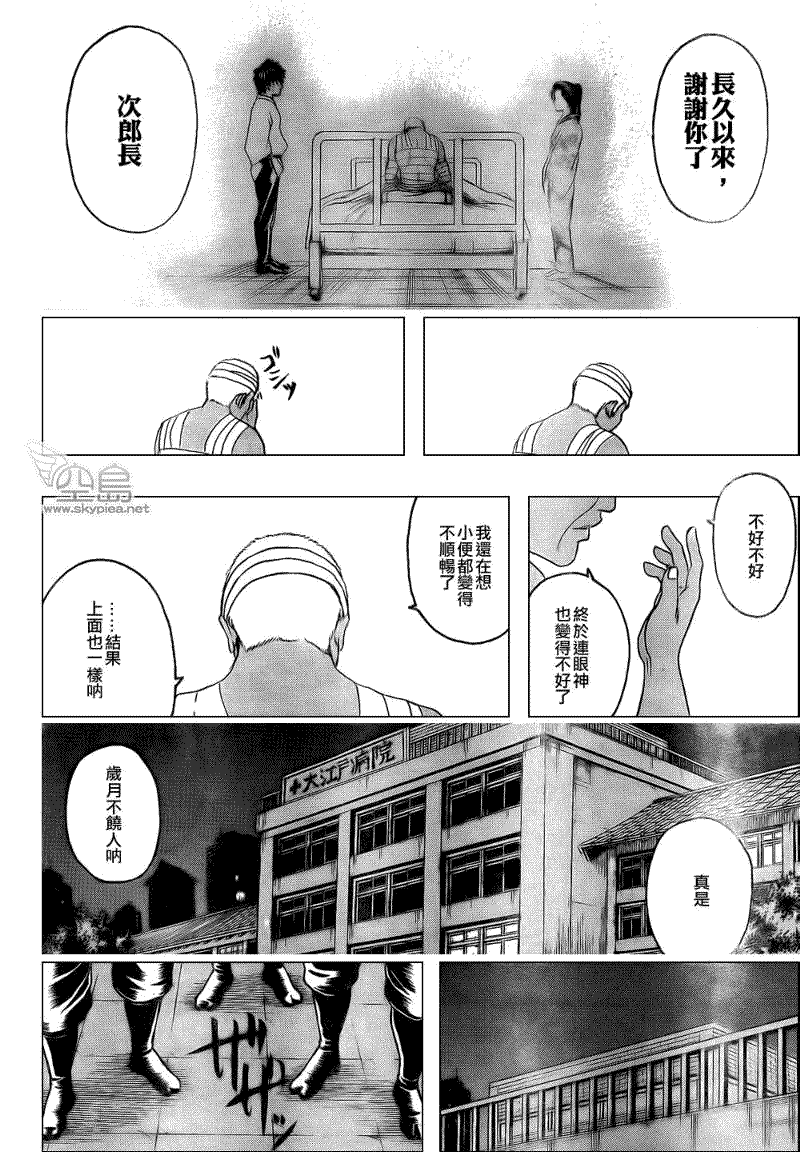 長久以來，
謝謝你了
次郎長
ゴシッ
不好不好
終於連眼神
也變得不好了
我還在想
小便都變得
不順暢了
……結果
上面也一樣吶
空島
www.skypiea.net
真是
歲月不饒人吶
+大江戸病院
ザッ